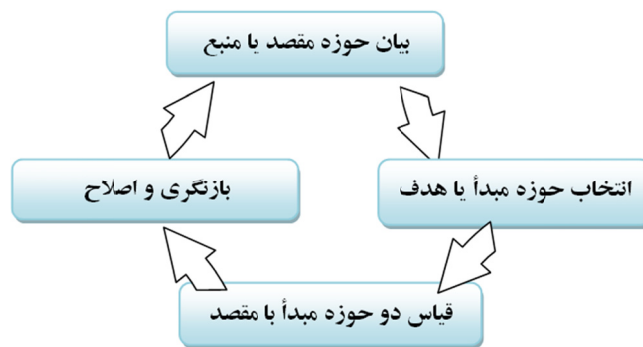 بیان حوزه مقصد یا منبع
انتخاب حوزه مبدأ یا هدف
قیاس دو حوزه مبدأ با مقصد
بازنگری و اصلاح